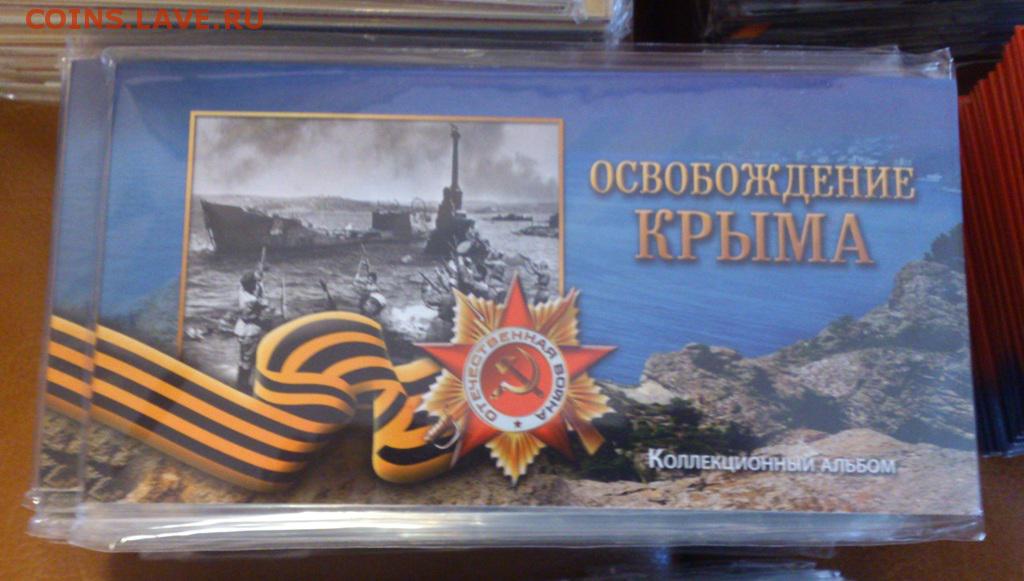 COINS.LAVE.RU
ОСВОБОЖДЕНИЕ
КРЫМА
ОТЕЧЕСТВЕННАЯ ВОЙНА
КОЛЛЕКЦИОННЫЙ АЛЬБОМ